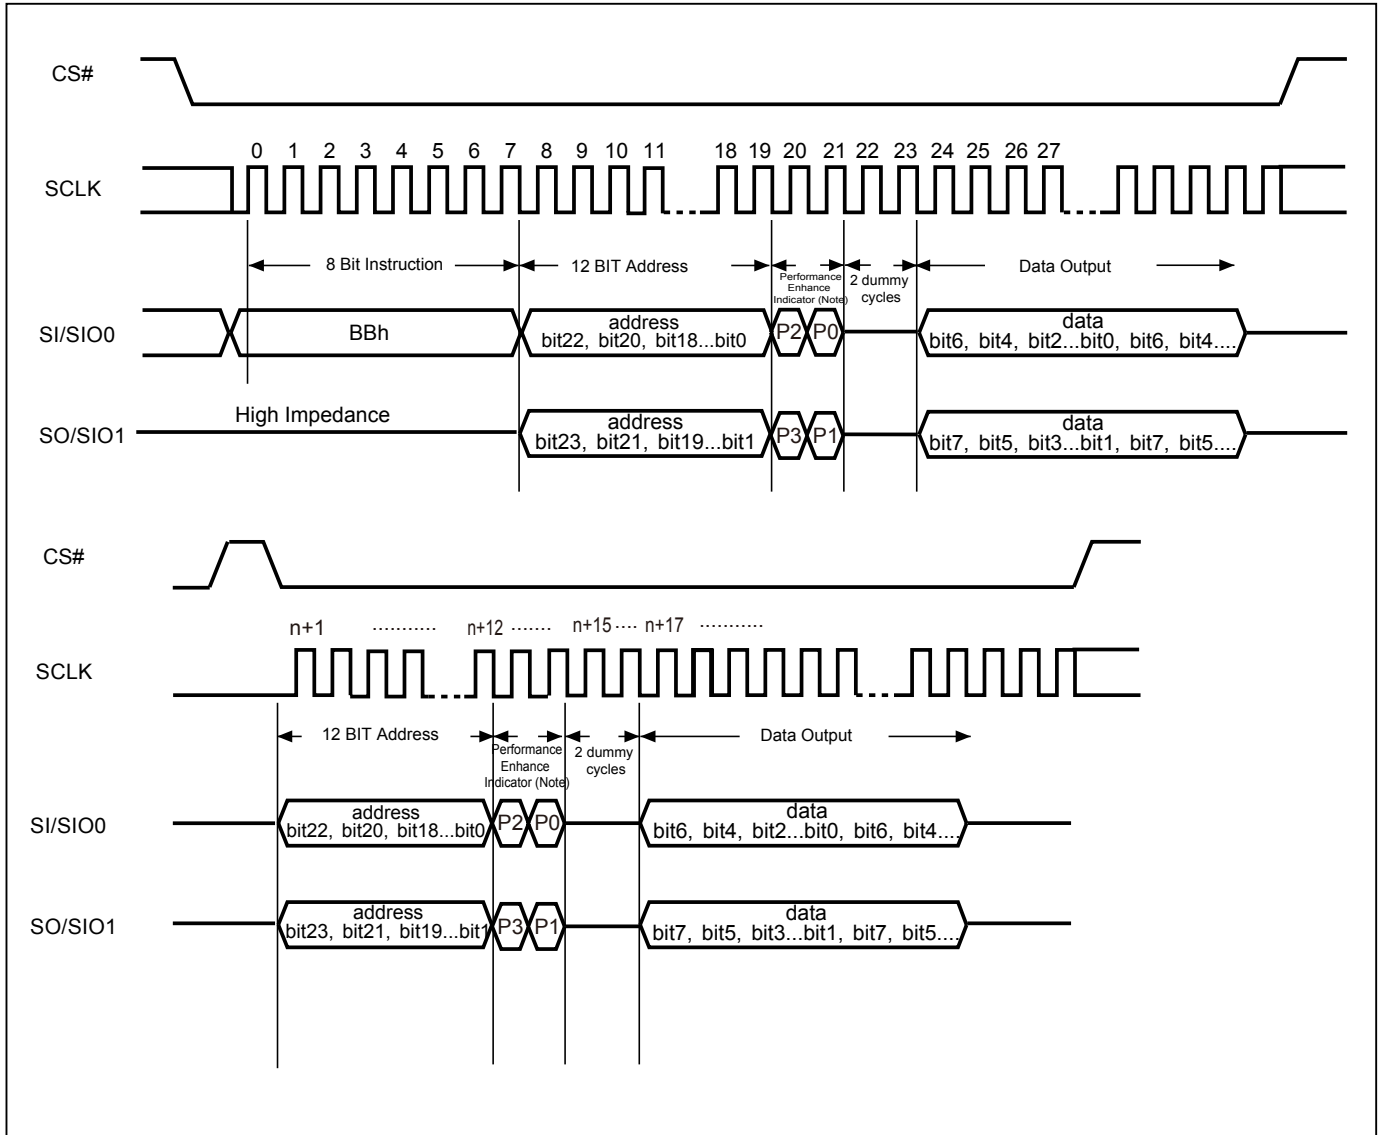 CS#
0 1 2 3 4 5 6 7 8 9 10 11 18 19 20 21 22 23 24 25 26 27
SCLK
8 Bit Instruction
12 BIT Address
Performance
Enhance
Indicator (Note)
2 dummy
cycles
Data Output
SI/SIO0
BBh
address
bit22, bit20, bit18...bit0
P2
P0
data
bit6, bit4, bit2...bit0, bit6, bit4....
High Impedance
SO/SIO1
address
bit23, bit21, bit19...bit1
P3
P1
data
bit7, bit5, bit3...bit1, bit7, bit5....
CS#
n+1 ........... n+12 ....... n+15 .... n+17 ...........
SCLK
12 BIT Address
Performance
Enhance
Indicator (Note)
2 dummy
cycles
Data Output
SI/SIO0
address
bit22, bit20, bit18...bit0
P2
P0
data
bit6, bit4, bit2...bit0, bit6, bit4....
SO/SIO1
address
bit23, bit21, bit19...bit1
P3
P1
data
bit7, bit5, bit3...bit1, bit7, bit5....